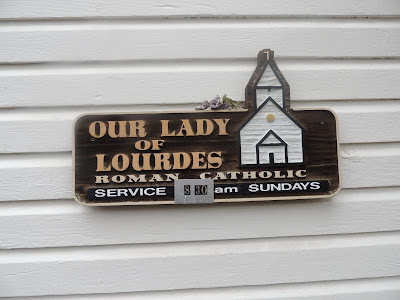 OUR LADY
OF
LOURDES
ROMAN CATHOLIC
SERVICE 8 30 am SUNDAYS